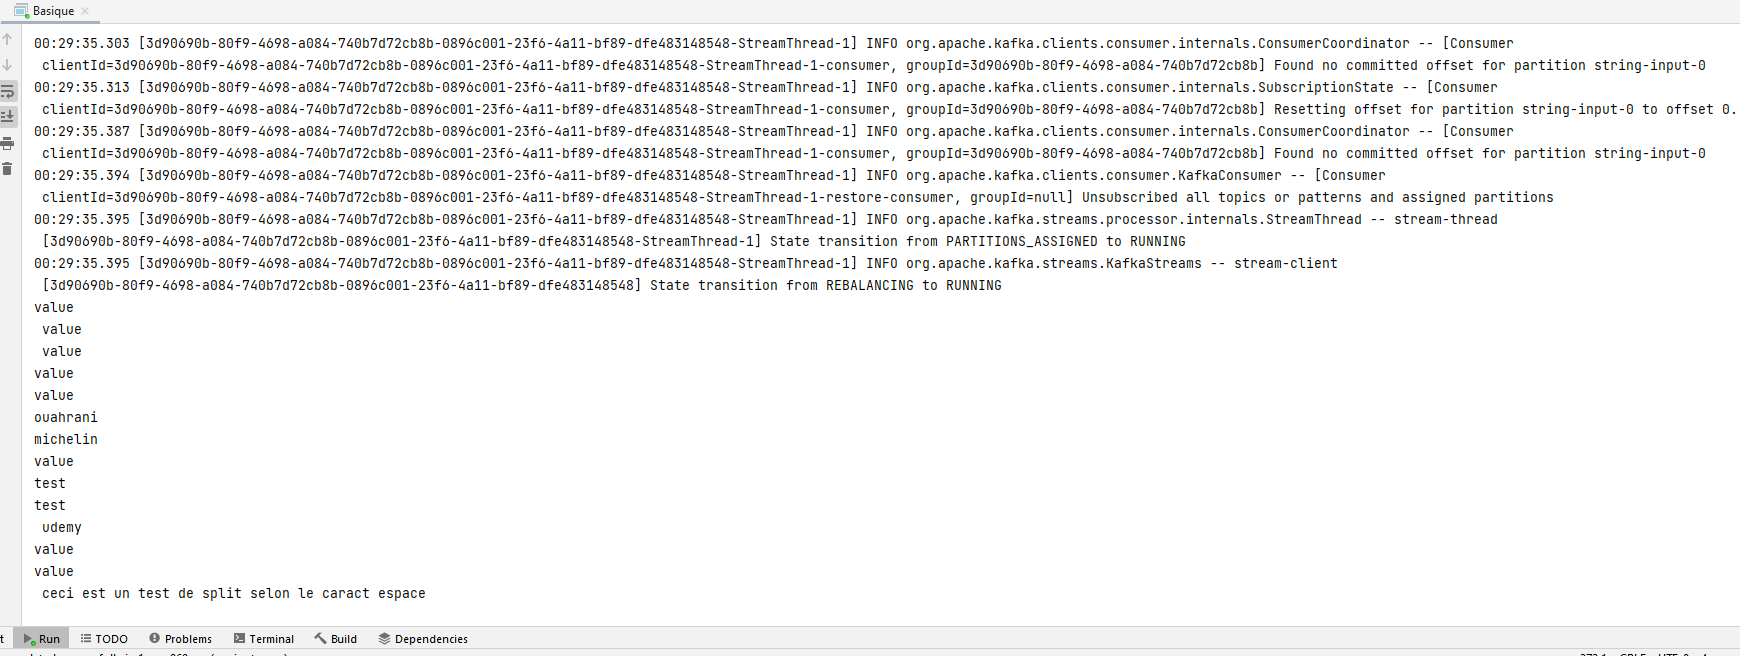 Basique
00:29:35.303 [3d90690b-80f9-4698-a084-740b7d72cb8b-0896c001-23f6-4a11-bf89-dfe483148548-StreamThread-1] INFO org.apache.kafka.clients.consumer.internals.ConsumerCoordinator -- [Consumer
clientId=3d90690b-80f9-4698-a084-740b7d72cb8b-0896c001-23f6-4a11-bf89-dfe483148548-StreamThread-1-consumer, groupId=3d90690b-80f9-4698-a084-740b7d72cb8b] Found no committed offset for partition string-input-0
00:29:35.313 [3d90690b-80f9-4698-a084-740b7d72cb8b-0896c001-23f6-4a11-bf89-dfe483148548-StreamThread-1] INFO org.apache.kafka.clients.consumer.internals.SubscriptionState -- [Consumer
clientId=3d90690b-80f9-4698-a084-740b7d72cb8b-0896c001-23f6-4a11-bf89-dfe483148548-StreamThread-1-consumer, groupId=3d90690b-80f9-4698-a084-740b7d72cb8b] Resetting offset for partition string-input-0 to offset 0.
00:29:35.387 [3d90690b-80f9-4698-a084-740b7d72cb8b-0896c001-23f6-4a11-bf89-dfe483148548-StreamThread-1] INFO org.apache.kafka.clients.consumer.internals.ConsumerCoordinator -- [Consumer
clientId=3d90690b-80f9-4698-a084-740b7d72cb8b-0896c001-23f6-4a11-bf89-dfe483148548-StreamThread-1-consumer, groupId=3d90690b-80f9-4698-a084-740b7d72cb8b] Found no committed offset for partition string-input-0
00:29:35.394 [3d90690b-80f9-4698-a084-740b7d72cb8b-0896c001-23f6-4a11-bf89-dfe483148548-StreamThread-1] INFO org.apache.kafka.clients.consumer.KafkaConsumer -- [Consumer
clientId=3d90690b-80f9-4698-a084-740b7d72cb8b-0896c001-23f6-4a11-bf89-dfe483148548-StreamThread-1-restore-consumer, groupId=null] Unsubscribed all topics or patterns and assigned partitions
00:29:35.395 [3d90690b-80f9-4698-a084-740b7d72cb8b-0896c001-23f6-4a11-bf89-dfe483148548-StreamThread-1] INFO org.apache.kafka.streams.processor.internals.StreamThread -- stream-thread
[3d90690b-80f9-4698-a084-740b7d72cb8b-0896c001-23f6-4a11-bf89-dfe483148548-StreamThread-1] State transition from PARTITIONS_ASSIGNED to RUNNING
00:29:35.395 [3d90690b-80f9-4698-a084-740b7d72cb8b-0896c001-23f6-4a11-bf89-dfe483148548-StreamThread-1] INFO org.apache.kafka.streams.KafkaStreams -- stream-client
[3d90690b-80f9-4698-a084-740b7d72cb8b-0896c001-23f6-4a11-bf89-dfe483148548] State transition from REBALANCING to RUNNING
value
value
value
value
value
ouahrani
michelin
value
test
test
udemy
value
value
ceci est un test de split selon le caract espace
t Run TODO Problems Terminal Build Dependencies